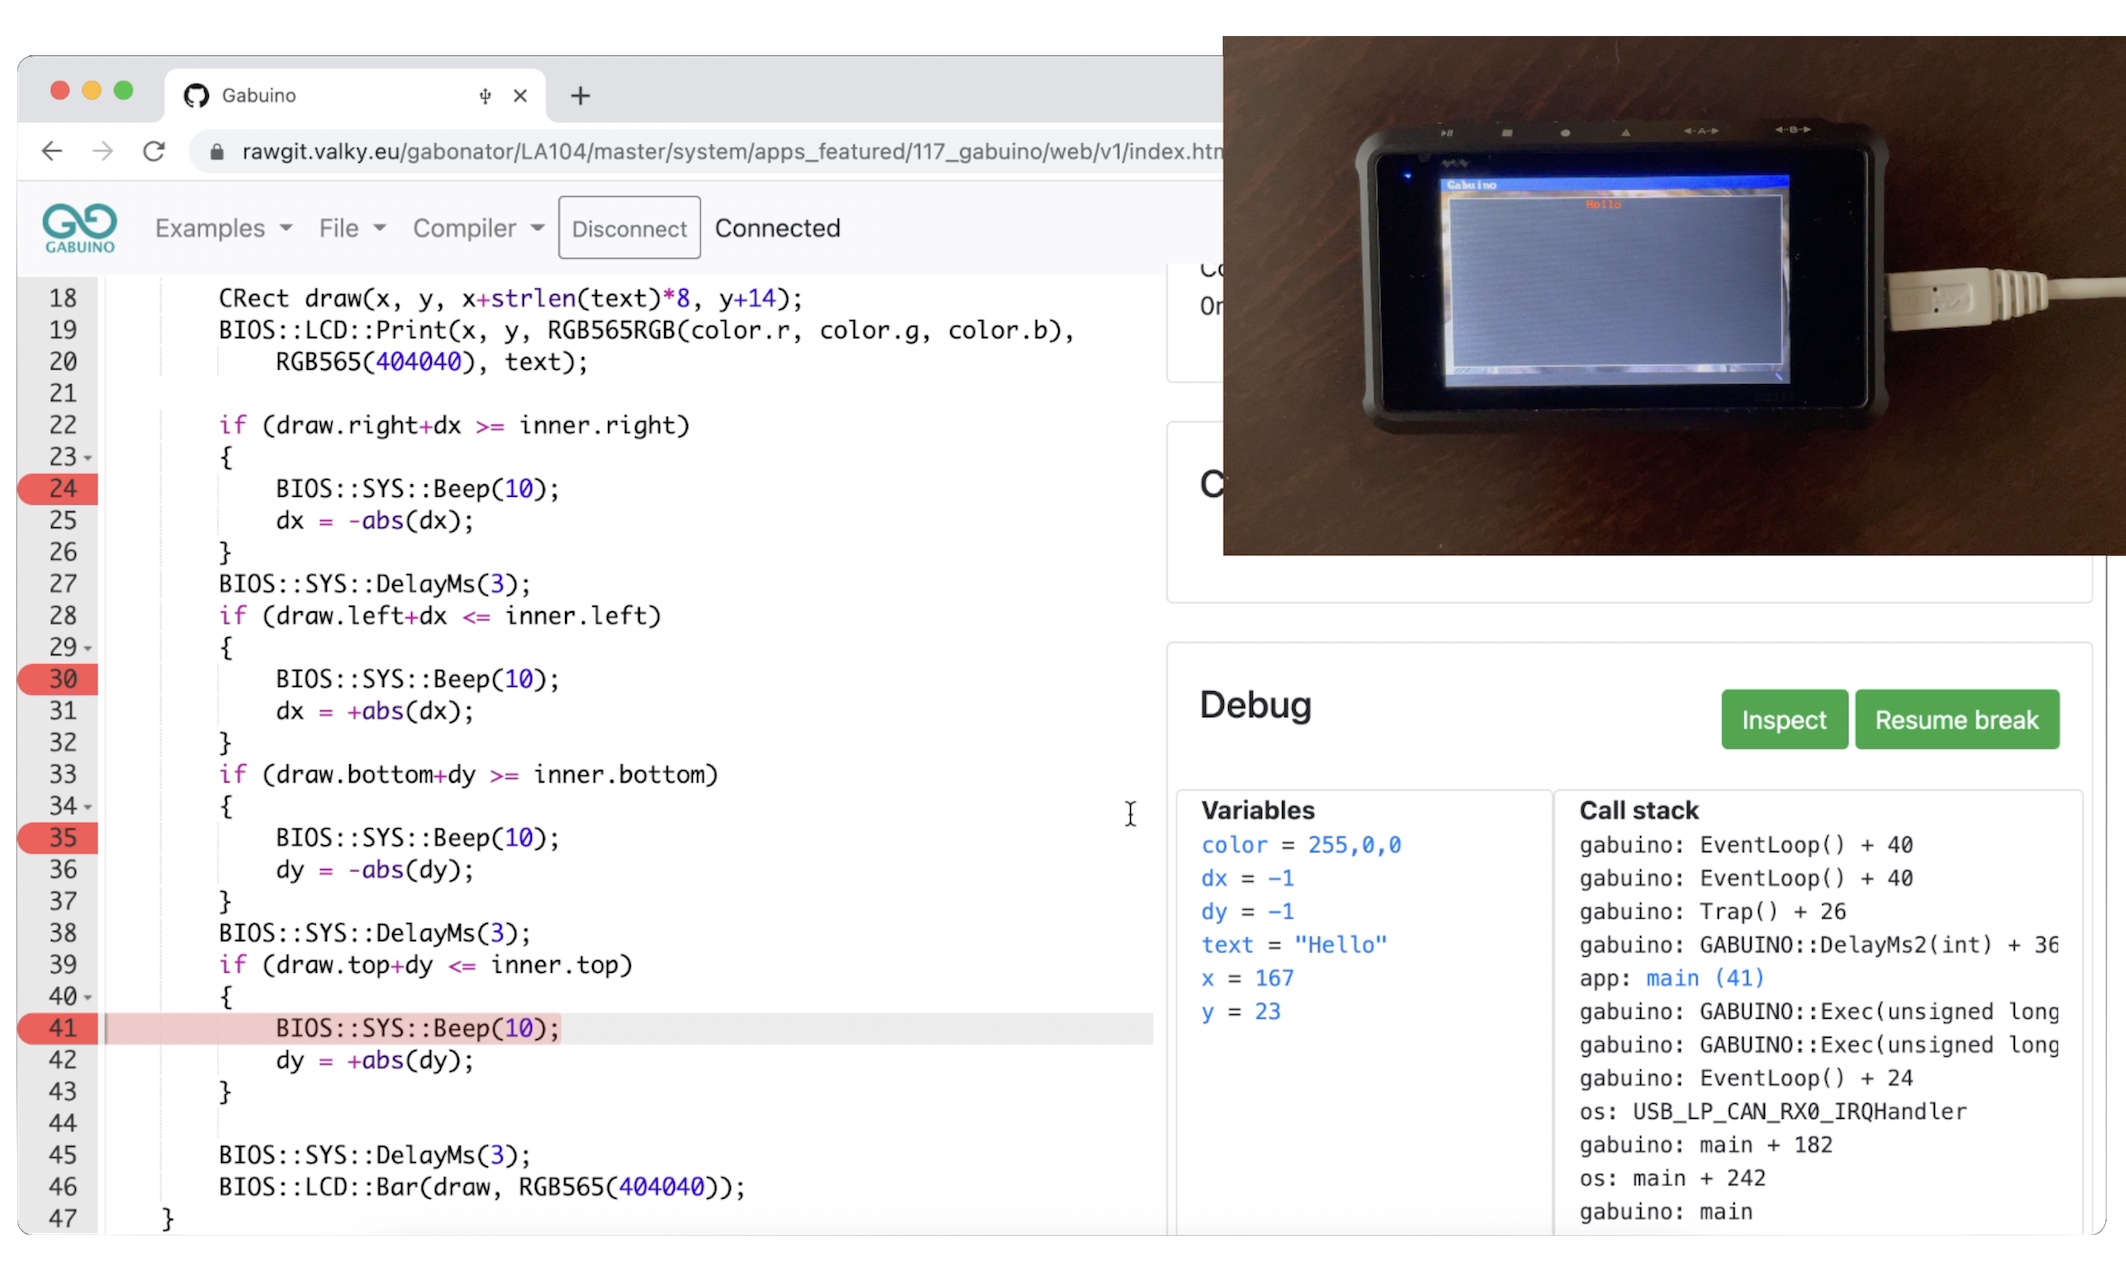 Gabuino
rawgit.valky.eu/gabonator/LA104/master/system/apps_featured/117_gabuino/web/v1/index.htm
GABUINO
Examples File Compiler Disconnect Connected
18 CRect draw(x, y, x+strlen(text)*8, y+14);
19 BIOS::LCD::Print(x, y, RGB565RGB(color.r, color.g, color.b),
20 RGB565(404040), text);
21
22 if (draw.right+dx >= inner.right)
23 {
24 BIOS::SYS::Beep(10);
25 dx = -abs(dx);
26 }
27 BIOS::SYS::DelayMs(3);
28 if (draw.left+dx <= inner.left)
29 {
30 BIOS::SYS::Beep(10);
31 dx = +abs(dx);
32 }
33 if (draw.bottom+dy >= inner.bottom)
34 {
35 BIOS::SYS::Beep(10);
36 dy = -abs(dy);
37 }
38 BIOS::SYS::DelayMs(3);
39 if (draw.top+dy <= inner.top)
40 {
41 BIOS::SYS::Beep(10);
42 dy = +abs(dy);
43 }
44
45 BIOS::SYS::DelayMs(3);
46 BIOS::LCD::Bar(draw, RGB565(404040));
47 }
◂-A-▸ ◂-B-▸
Gabuino
Hello
Debug
Inspect Resume break
Variables
color = 255,0,0
dx = -1
dy = -1
text = "Hello"
x = 167
y = 23
Call stack
gabuino: EventLoop() + 40
gabuino: EventLoop() + 40
gabuino: Trap() + 26
gabuino: GABUINO::DelayMs2(int) + 36
app: main (41)
gabuino: GABUINO::Exec(unsigned long
gabuino: GABUINO::Exec(unsigned long
gabuino: EventLoop() + 24
os: USB_LP_CAN_RX0_IRQHandler
gabuino: main + 182
os: main + 242
gabuino: main